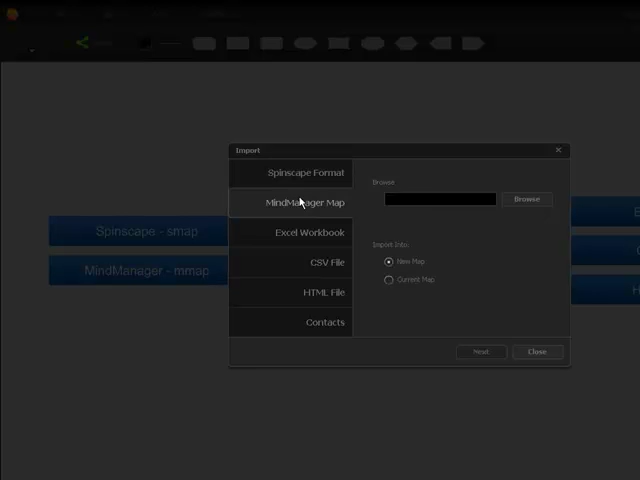 Import
Spinscape Format
MindManager Map
Excel Workbook
CSV File
HTML File
Contacts
Browse
Browse
Import Into:
New Map
Current Map
Next
Close
Spinscape - smap
MindManager - mmap
E
H